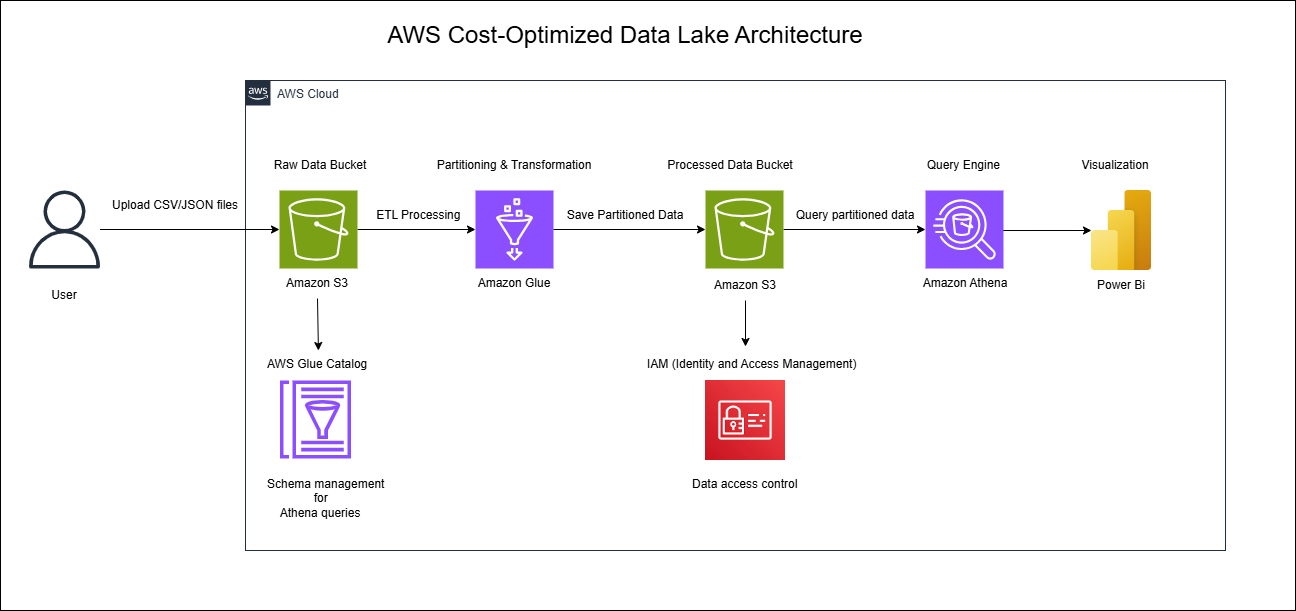 AWS Cost-Optimized Data Lake Architecture
aws
AWS Cloud
Raw Data Bucket
Partitioning & Transformation
Processed Data Bucket
Query Engine
Visualization
Upload CSV/JSON files
ETL Processing
Save Partitioned Data
Query partitioned data
User
Amazon S3
Amazon Glue
Amazon S3
Amazon Athena
Power Bi
AWS Glue Catalog
IAM (Identity and Access Management)
Schema management
for
Athena queries
Data access control